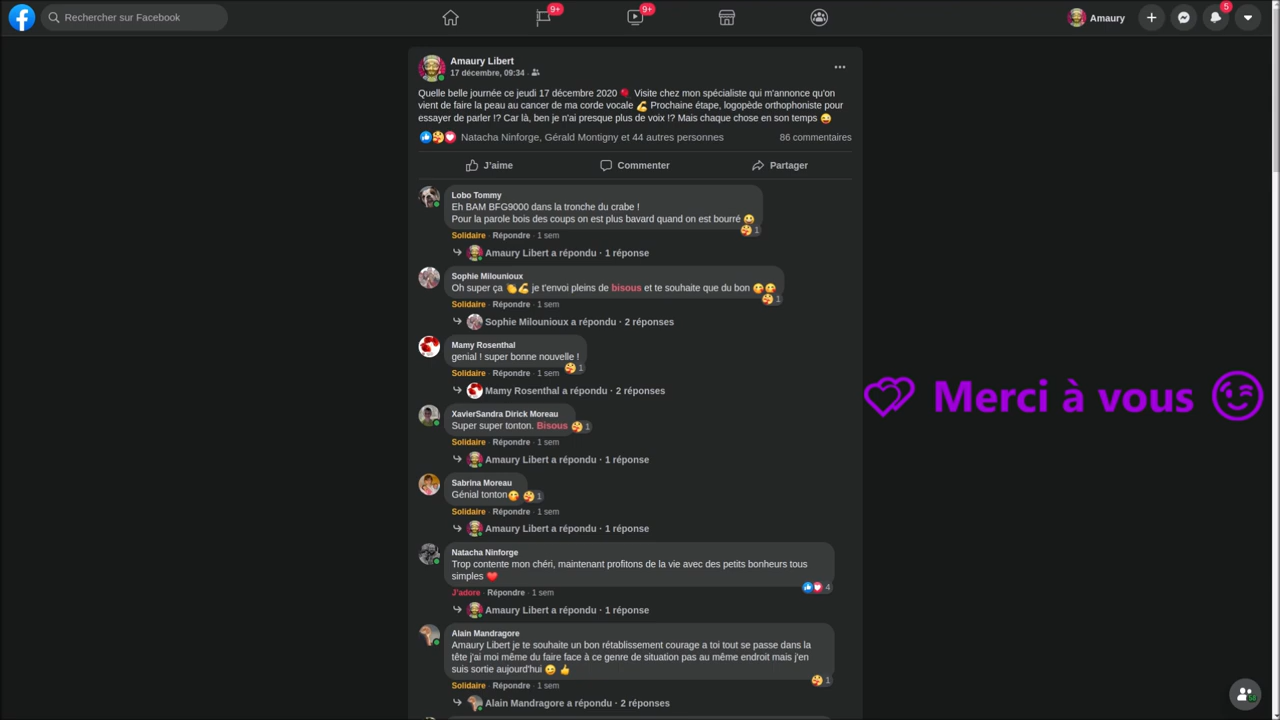 Rechercher sur Facebook
9+
9+
Amaury
5
Amaury Libert
17 décembre, 09:34 ·
Quelle belle journée ce jeudi 17 décembre 2020 🌹 Visite chez mon spécialiste qui m'annonce qu'on
vient de faire la peau au cancer de ma corde vocale 💪 Prochaine étape, logopède orthophoniste pour
essayer de parler !? Car là, ben je n'ai presque plus de voix !? Mais chaque chose en son temps 😜
Natacha Ninforge, Gérald Montigny et 44 autres personnes
86 commentaires
J'aime
Commenter
Partager
Lobo Tommy
Eh BAM BFG9000 dans la tronche du crabe !
Pour la parole bois des coups on est plus bavard quand on est bourré 😀
1
Solidaire · Répondre · 1 sem
Amaury Libert a répondu · 1 réponse
Sophie Milounioux
Oh super ça 👏💪 je t'envoi pleins de bisous et te souhaite que du bon 😋😋
1
Solidaire · Répondre · 1 sem
Sophie Milounioux a répondu · 2 réponses
Mamy Rosenthal
genial ! super bonne nouvelle !
1
Solidaire · Répondre · 1 sem
Mamy Rosenthal a répondu · 2 réponses
XavierSandra Dirick Moreau
Super super tonton. Bisous
1
Solidaire · Répondre · 1 sem
Amaury Libert a répondu · 1 réponse
Sabrina Moreau
Génial tonton😋
1
Solidaire · Répondre · 1 sem
Amaury Libert a répondu · 1 réponse
Natacha Ninforge
Trop contente mon chéri, maintenant profitons de la vie avec des petits bonheurs tous
simples ❤️
4
J'adore · Répondre · 1 sem
Amaury Libert a répondu · 1 réponse
Alain Mandragore
Amaury Libert je te souhaite un bon rétablissement courage a toi tout se passe dans la
tête j'ai moi même du faire face à ce genre de situation pas au même endroit mais j'en
suis sortie aujourd'hui 😉 👍
1
Solidaire · Répondre · 1 sem
Alain Mandragore a répondu · 2 réponses
💕 Merci à vous 😉